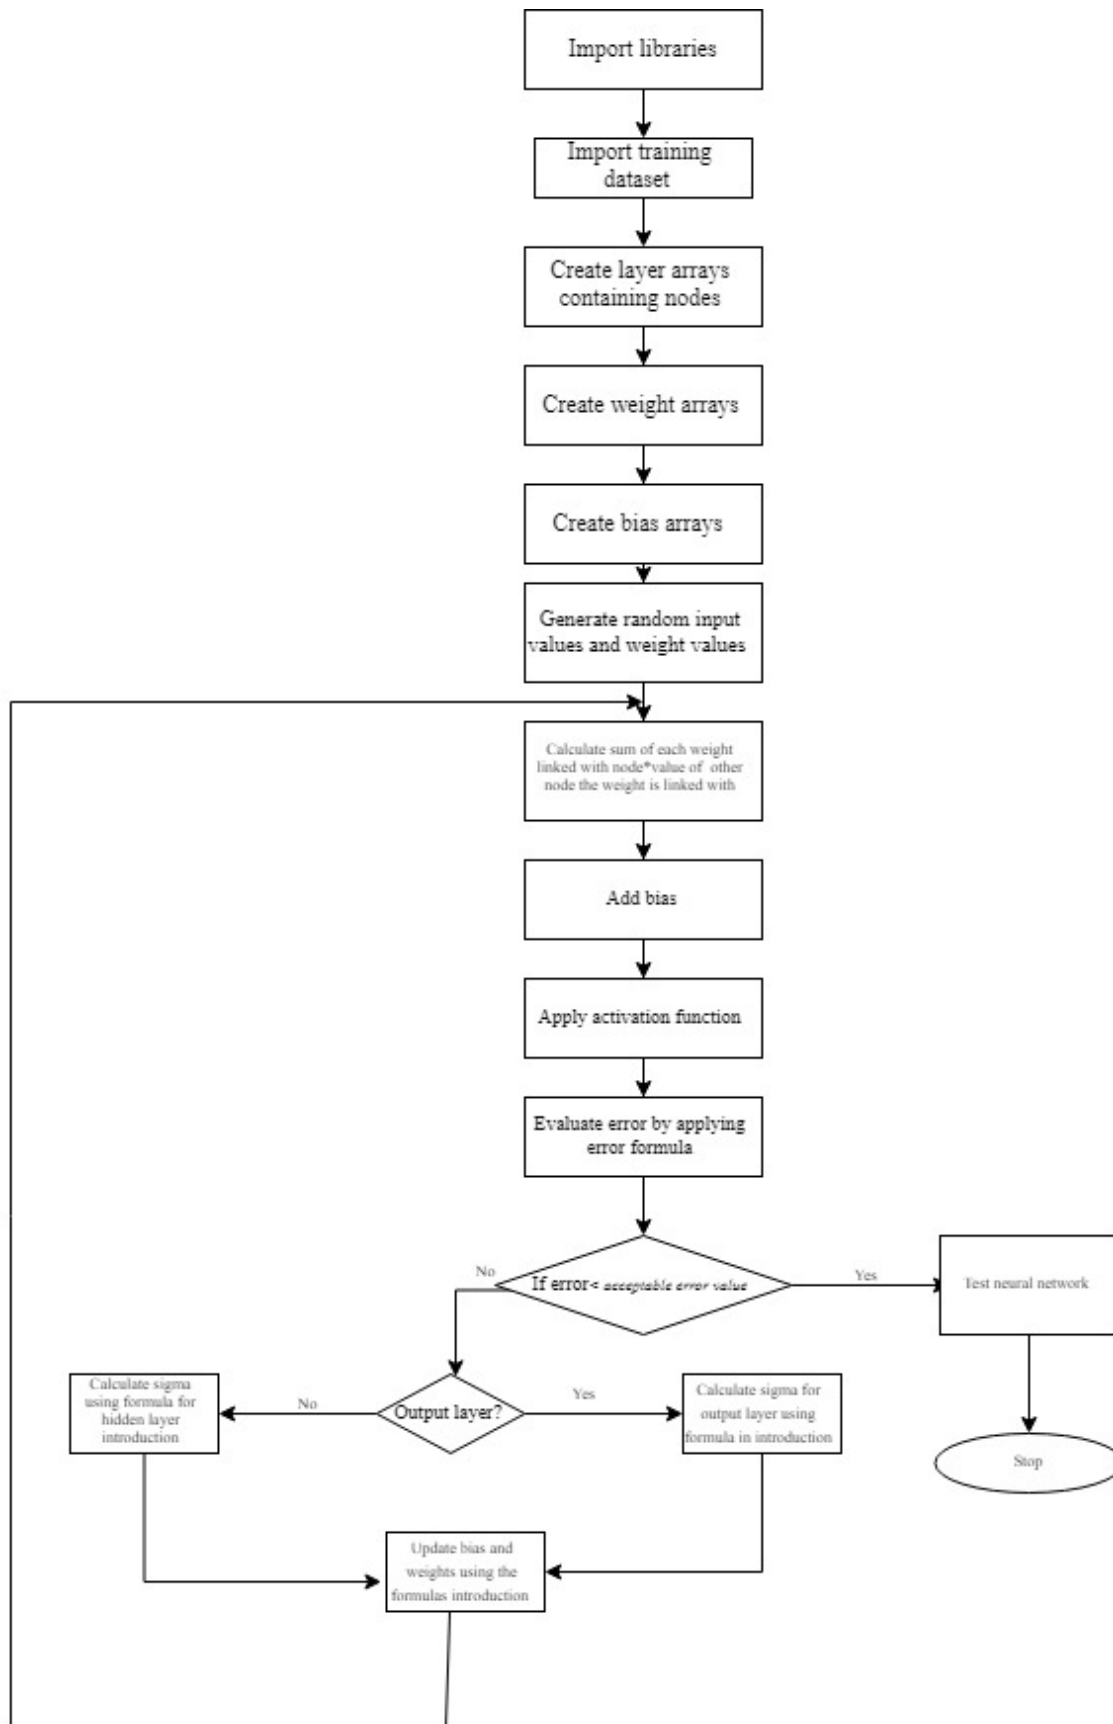 Import libraries
Import training
dataset
Create layer arrays
containing nodes
Create weight arrays
Create bias arrays
Generate random input
values and weight values
Calculate sum of each weight
linked with node*value of other
node the weight is linked with
Add bias
Apply activation function
Evaluate error by applying
error formula
If error< acceptable error value
No
Yes
Test neural network
Output layer?
No
Yes
Calculate sigma
using formula for
hidden layer
introduction
Calculate sigma for
output layer using
formula in introduction
Stop
Update bias and
weights using the
formulas introduction